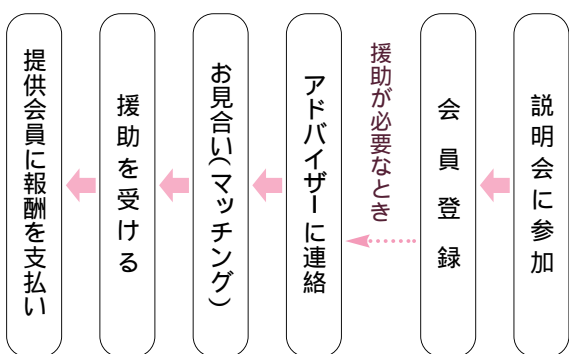 説明会に参加
会員登録
援助が必要なとき
アドバイザーに連絡
お見合い(マッチング)
援助を受ける
提供会員に報酬を支払い